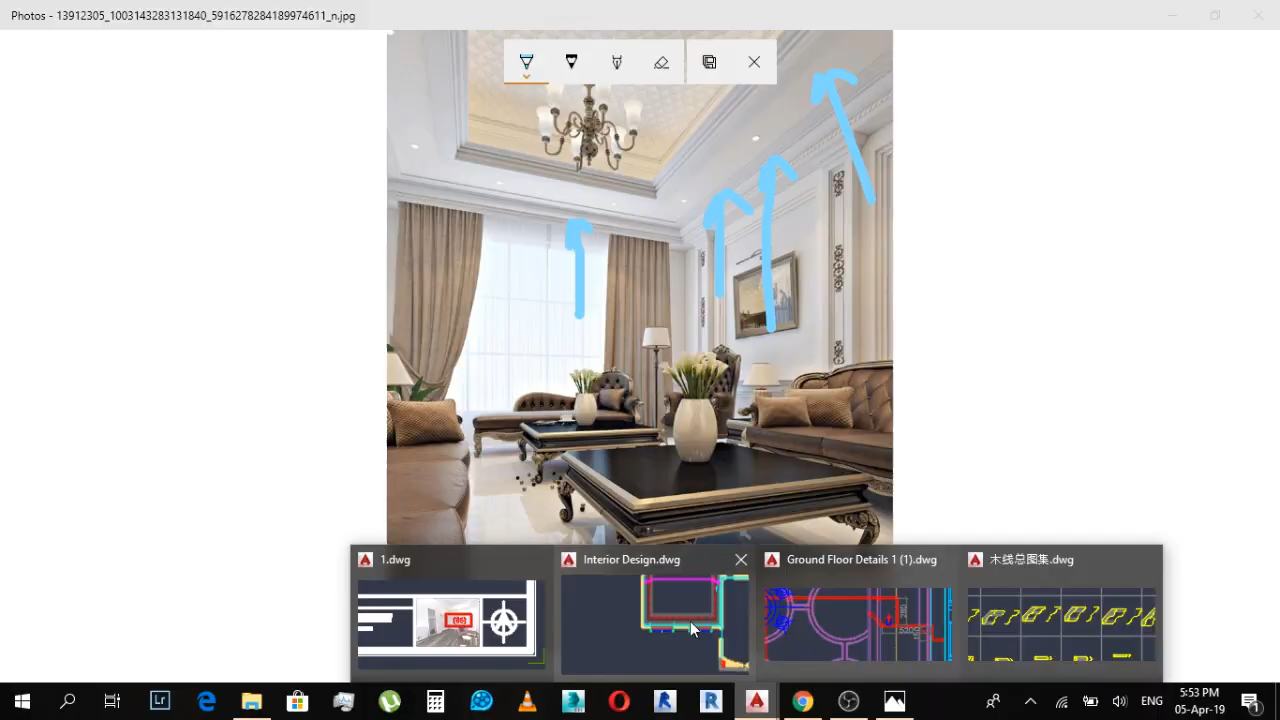 Photos - 13912305_1003143283131840_5916278284189974611_n.jpg
1.dwg
Interior Design.dwg
Ground Floor Details 1 (1).dwg
木线总图集.dwg
ENG
5:53 PM
05-Apr-19